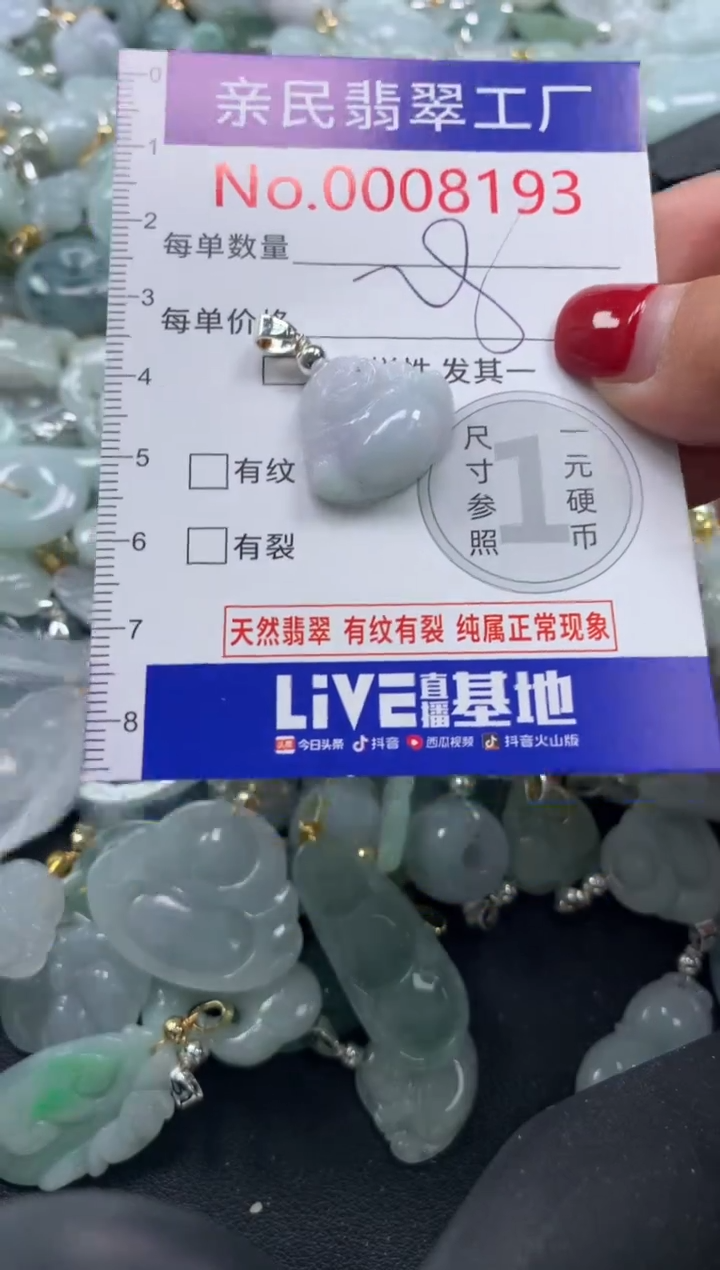 0
亲民翡翠工厂
1
No.0008193
2
每单数量
3
每单价格
4
发其一
5
有纹
尺寸参照
1
一元硬币
6
有裂
7
天然翡翠 有纹有裂 纯属正常现象
8
LiVE直播基地
头条 今日头条 抖音 西瓜视频 抖音火山版